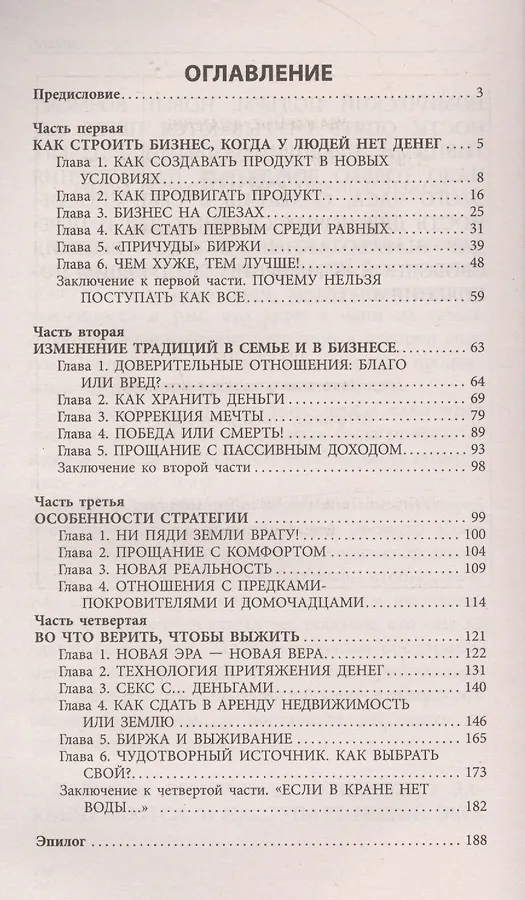 ОГЛАВЛЕНИЕ
Предисловие. . . . . . . . . . . . . . . . . . . . . . . . . . . . . . 3
Часть первая
КАК СТРОИТЬ БИЗНЕС, КОГДА У ЛЮДЕЙ НЕТ ДЕНЕГ . . . . 5
Глава 1. КАК СОЗДАВАТЬ ПРОДУКТ В НОВЫХ
УСЛОВИЯХ . . . . . . . . . . . . . . . . . . . . 8
Глава 2. КАК ПРОДВИГАТЬ ПРОДУКТ. . . . . . . . . . . . 16
Глава 3. БИЗНЕС НА СЛЕЗАХ . . . . . . . . . . . . . . . 25
Глава 4. КАК СТАТЬ ПЕРВЫМ СРЕДИ РАВНЫХ . . . . . . 31
Глава 5. «ПРИЧУДЫ» БИРЖИ . . . . . . . . . . . . . . . 39
Глава 6. ЧЕМ ХУЖЕ, ТЕМ ЛУЧШЕ! . . . . . . . . . . . . 48
Заключение к первой части. ПОЧЕМУ НЕЛЬЗЯ
ПОСТУПАТЬ КАК ВСЕ . . . . . . . . . . . . . . . . 59
Часть вторая
ИЗМЕНЕНИЕ ТРАДИЦИЙ В СЕМЬЕ И В БИЗНЕСЕ. . . . . . . . 63
Глава 1. ДОВЕРИТЕЛЬНЫЕ ОТНОШЕНИЯ: БЛАГО
ИЛИ ВРЕД? . . . . . . . . . . . . . . . . . . . . 64
Глава 2. КАК ХРАНИТЬ ДЕНЬГИ . . . . . . . . . . . . . 69
Глава 3. КОРРЕКЦИЯ МЕЧТЫ . . . . . . . . . . . . . . 79
Глава 4. ПОБЕДА ИЛИ СМЕРТЬ! . . . . . . . . . . . . . 89
Глава 5. ПРОЩАНИЕ С ПАССИВНЫМ ДОХОДОМ. . . . . . 93
Заключение ко второй части . . . . . . . . . . . . . . . 98
Часть третья
ОСОБЕННОСТИ СТРАТЕГИИ . . . . . . . . . . . . . . . . . 99
Глава 1. НИ ПЯДИ ЗЕМЛИ ВРАГУ! . . . . . . . . . . . . 100
Глава 2. ПРОЩАНИЕ С КОМФОРТОМ . . . . . . . . . . . 104
Глава 3. НОВАЯ РЕАЛЬНОСТЬ . . . . . . . . . . . . . . 109
Глава 4. ОТНОШЕНИЯ С ПРЕДКАМИ-
ПОКРОВИТЕЛЯМИ И ДОМОЧАДЦАМИ. . . . . . . . . 114
Часть четвертая
ВО ЧТО ВЕРИТЬ, ЧТОБЫ ВЫЖИТЬ . . . . . . . . . . . . . 121
Глава 1. НОВАЯ ЭРА — НОВАЯ ВЕРА. . . . . . . . . . . . 122
Глава 2. ТЕХНОЛОГИЯ ПРИТЯЖЕНИЯ ДЕНЕГ . . . . . . . 131
Глава 3. СЕКС С... ДЕНЬГАМИ . . . . . . . . . . . . . . 140
Глава 4. КАК СДАТЬ В АРЕНДУ НЕДВИЖИМОСТЬ
ИЛИ ЗЕМЛЮ . . . . . . . . . . . . . . . . . . . 146
Глава 5. БИРЖА И ВЫЖИВАНИЕ . . . . . . . . . . . . . 165
Глава 6. ЧУДОТВОРНЫЙ ИСТОЧНИК. КАК ВЫБРАТЬ
СВОЙ?. . . . . . . . . . . . . . . . . . . . . . . 173
Заключение к четвертой части. «ЕСЛИ В КРАНЕ НЕТ
ВОДЫ...» . . . . . . . . . . . . . . . . . . . . . 182
Эпилог . . . . . . . . . . . . . . . . . . . . . . . . . . . . . 188